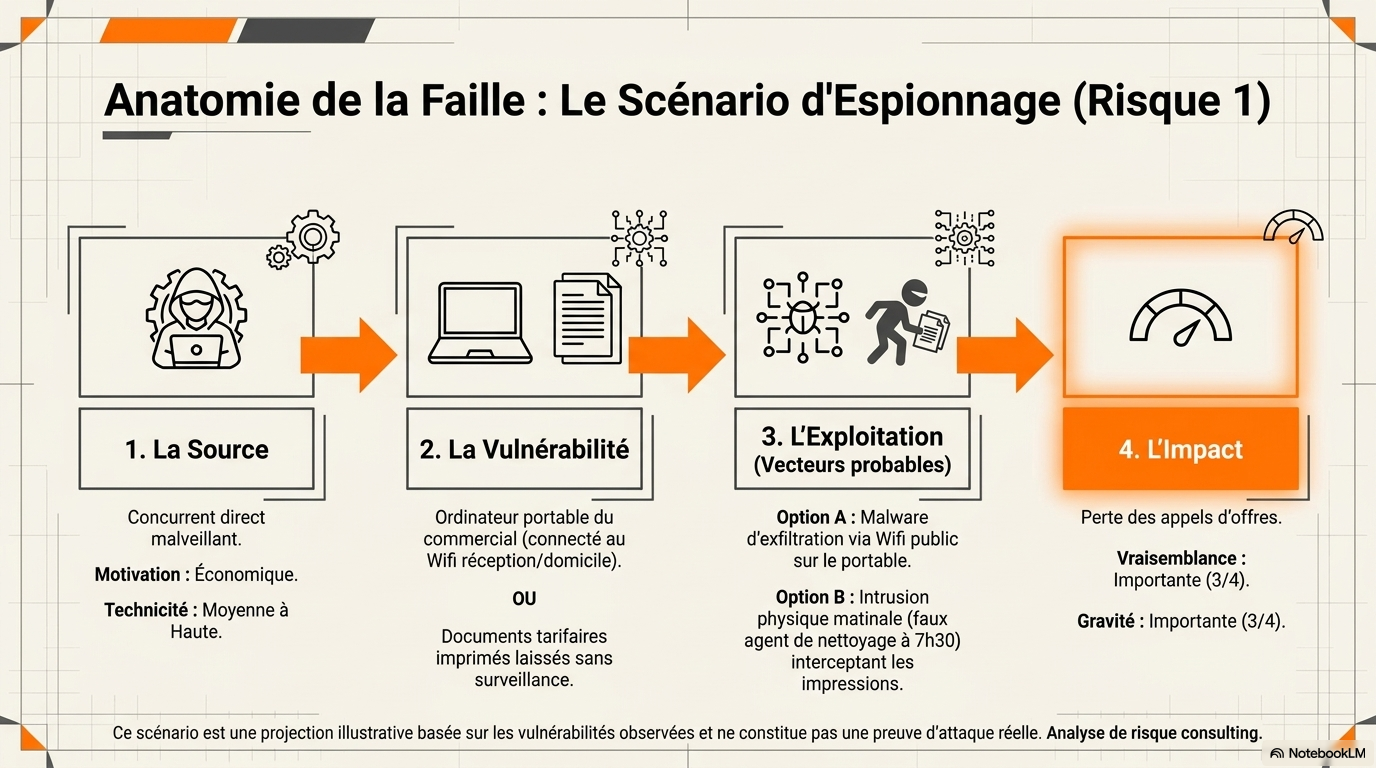 Anatomie de la Faille : Le Scénario d'Espionnage (Risque 1)
1. La Source
Concurrent direct
malveillant.
Motivation : Économique.
Technicité : Moyenne à
Haute.
2. La Vulnérabilité
Ordinateur portable du
commercial (connecté au
Wifi réception/domicile).
OU
Documents tarifaires
imprimés laissés sans
surveillance.
3. L’Exploitation
(Vecteurs probables)
Option A : Malware
d’exfiltration via Wifi public
sur le portable.
Option B : Intrusion
physique matinale (faux
agent de nettoyage à 7h30)
interceptant les
impressions.
4. L’Impact
Perte des appels d’offres.
Vraisemblance :
Importante (3/4).
Gravité : Importante (3/4).
Ce scénario est une projection illustrative basée sur les vulnérabilités observées et ne constitue pas une preuve d’attaque réelle. Analyse de risque consulting.
NotebookLM